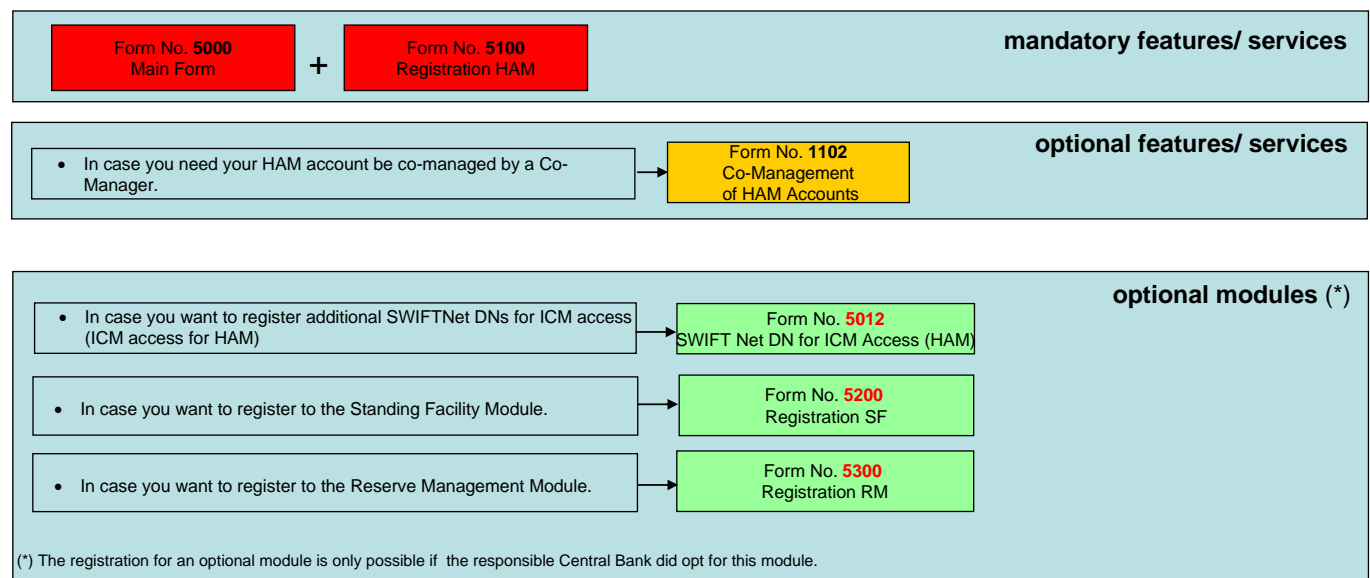 mandatory features/ services
Form No. 5000
Main Form
+
Form No. 5100
Registration HAM
optional features/ services
• In case you need your HAM account be co-managed by a Co-
Manager.
Form No. 1102
Co-Management
of HAM Accounts
optional modules (*)
• In case you want to register additional SWIFTNet DNs for ICM access
(ICM access for HAM)
Form No. 5012
SWIFT Net DN for ICM Access (HAM)
• In case you want to register to the Standing Facility Module.
Form No. 5200
Registration SF
• In case you want to register to the Reserve Management Module.
Form No. 5300
Registration RM
(*) The registration for an optional module is only possible if the responsible Central Bank did opt for this module.